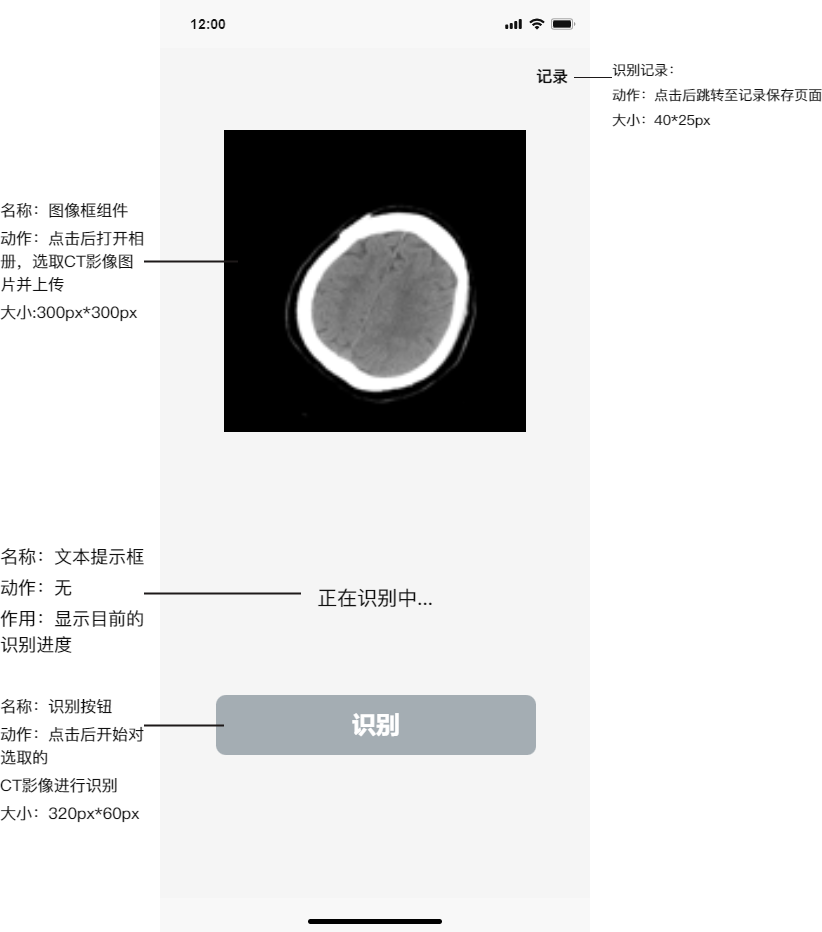 12:00
记录
识别记录：
动作：点击后跳转至记录保存页面
大小：40*25px
名称：图像框组件
动作：点击后打开相
册，选取CT影像图
片并上传
大小:300px*300px
名称：文本提示框
动作：无
作用：显示目前的
识别进度
正在识别中...
名称：识别按钮
动作：点击后开始对
选取的
CT影像进行识别
大小：320px*60px
识别